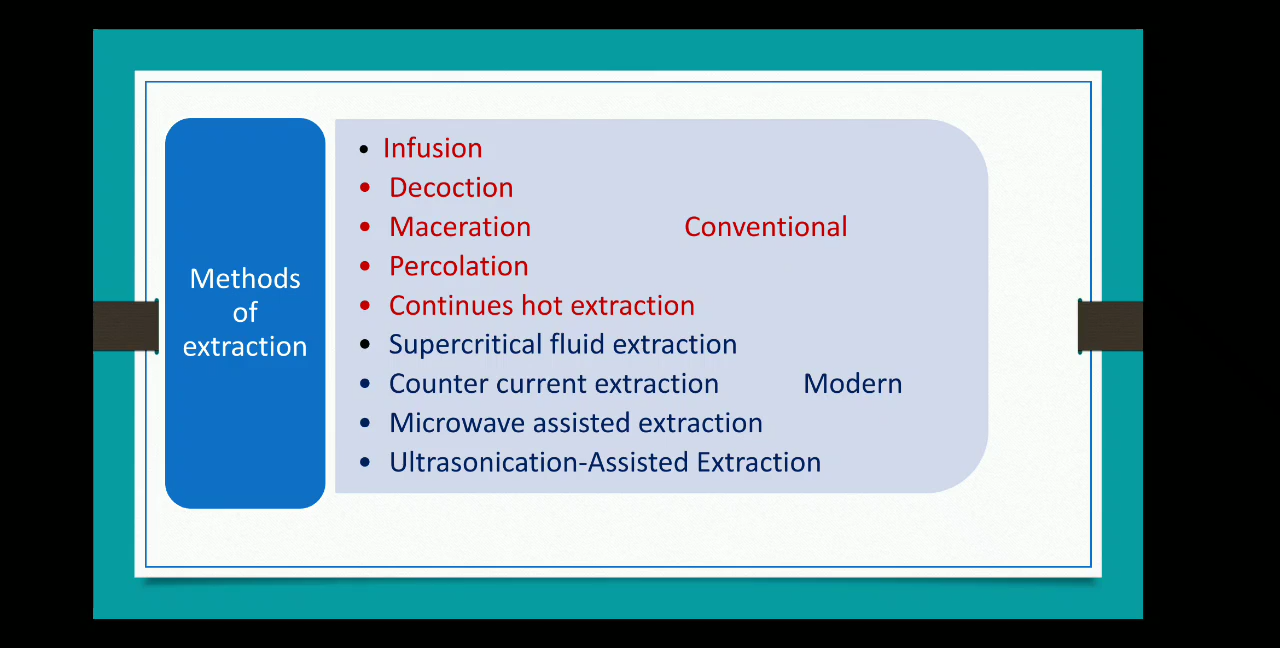 Methods
of
extraction
• Infusion
• Decoction
• Maceration Conventional
• Percolation
• Continues hot extraction
• Supercritical fluid extraction
• Counter current extraction Modern
• Microwave assisted extraction
• Ultrasonication-Assisted Extraction